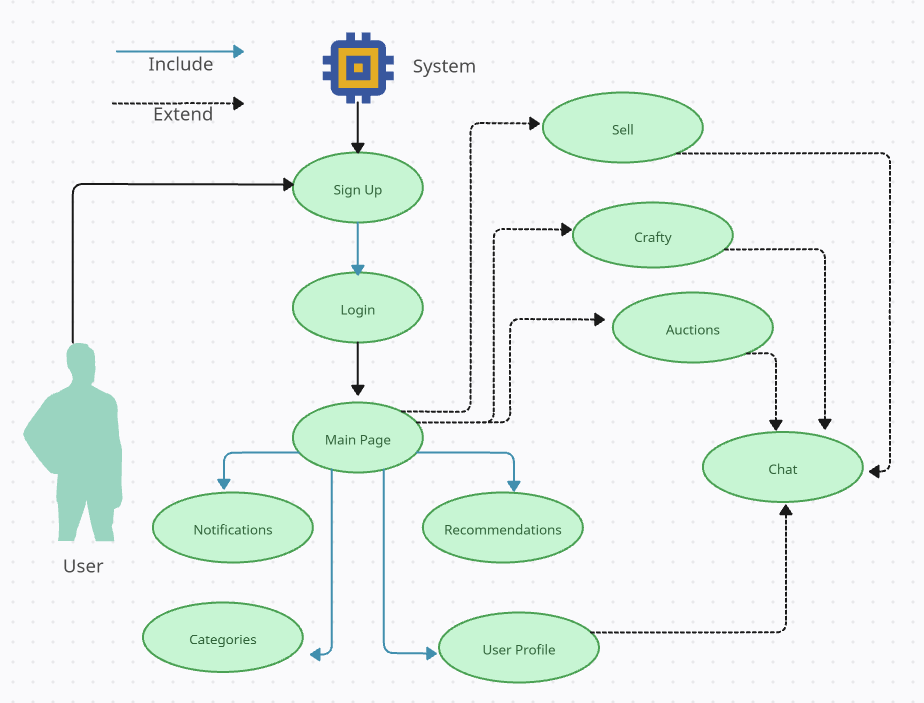 Include
System
Extend
Sell
Sign Up
Crafty
Login
Auctions
Main Page
Chat
Notifications
Recommendations
User
Categories
User Profile